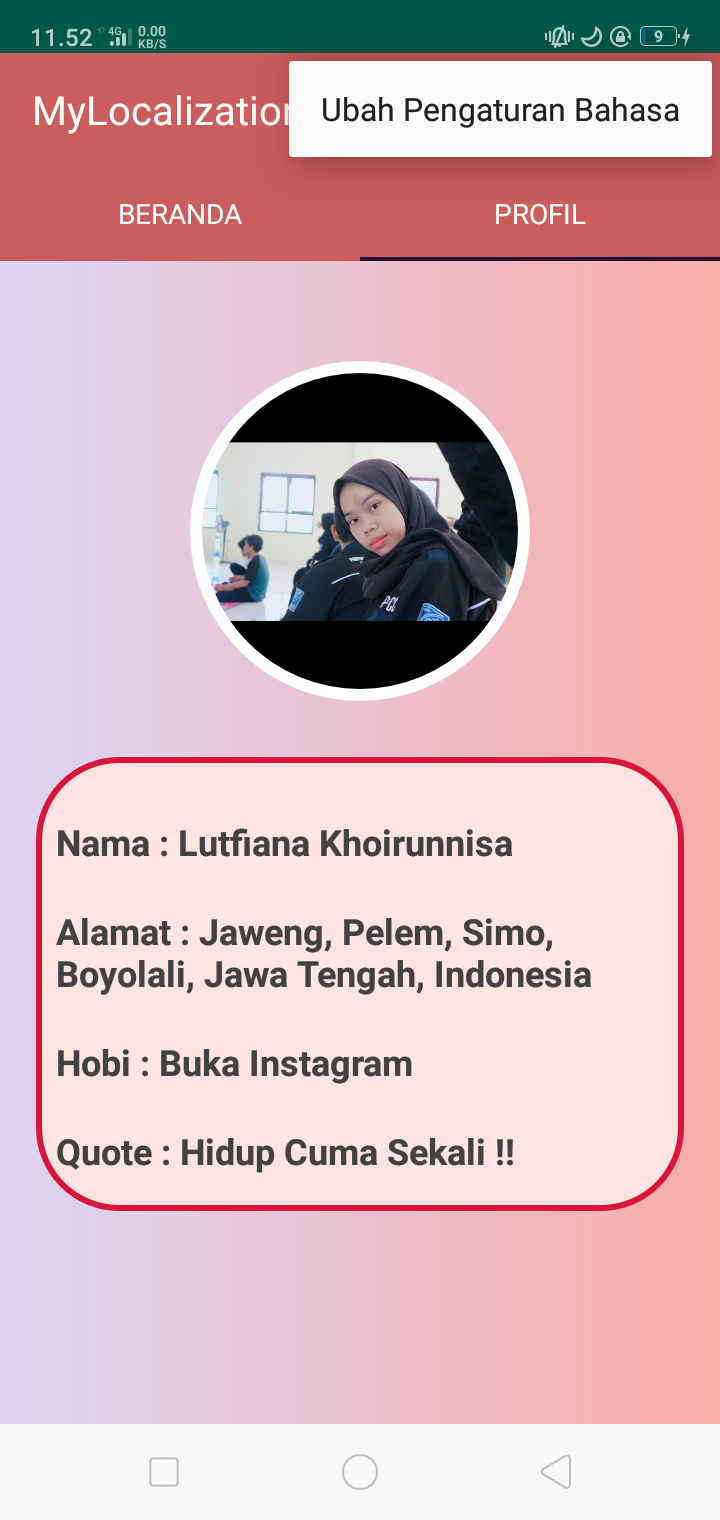 11.52 4G 0.00 KB/S 9
MyLocalization
Ubah Pengaturan Bahasa
BERANDA PROFIL
PCS
Nama : Lutfiana Khoirunnisa
Alamat : Jaweng, Pelem, Simo,
Boyolali, Jawa Tengah, Indonesia
Hobi : Buka Instagram
Quote : Hidup Cuma Sekali !!